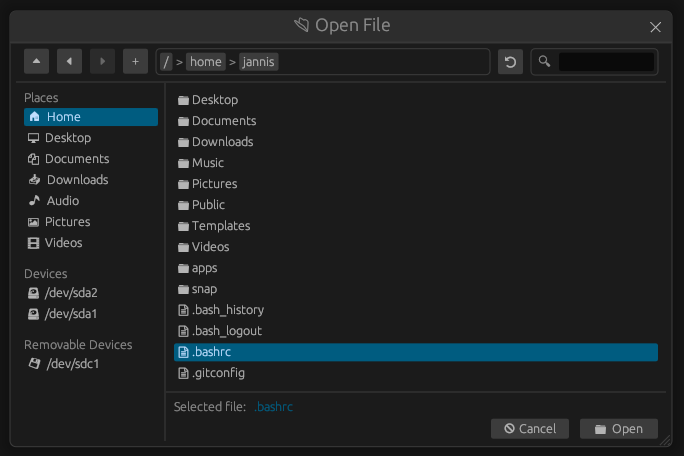 Open File
+ / > home > jannis
Places
Home
Desktop
Documents
Downloads
Audio
Pictures
Videos
Devices
/dev/sda2
/dev/sda1
Removable Devices
/dev/sdc1
Desktop
Documents
Downloads
Music
Pictures
Public
Templates
Videos
apps
snap
.bash_history
.bash_logout
.bashrc
.gitconfig
Selected file: .bashrc
Cancel Open